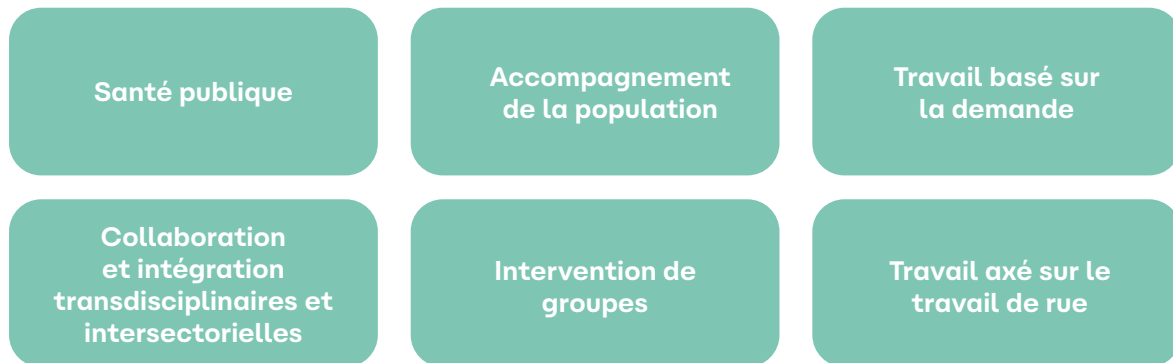 Santé publique
Accompagnement
de la population
Travail basé sur
la demande
Collaboration
et intégration
transdisciplinaires et
intersectorielles
Intervention de
groupes
Travail axé sur le
travail de rue